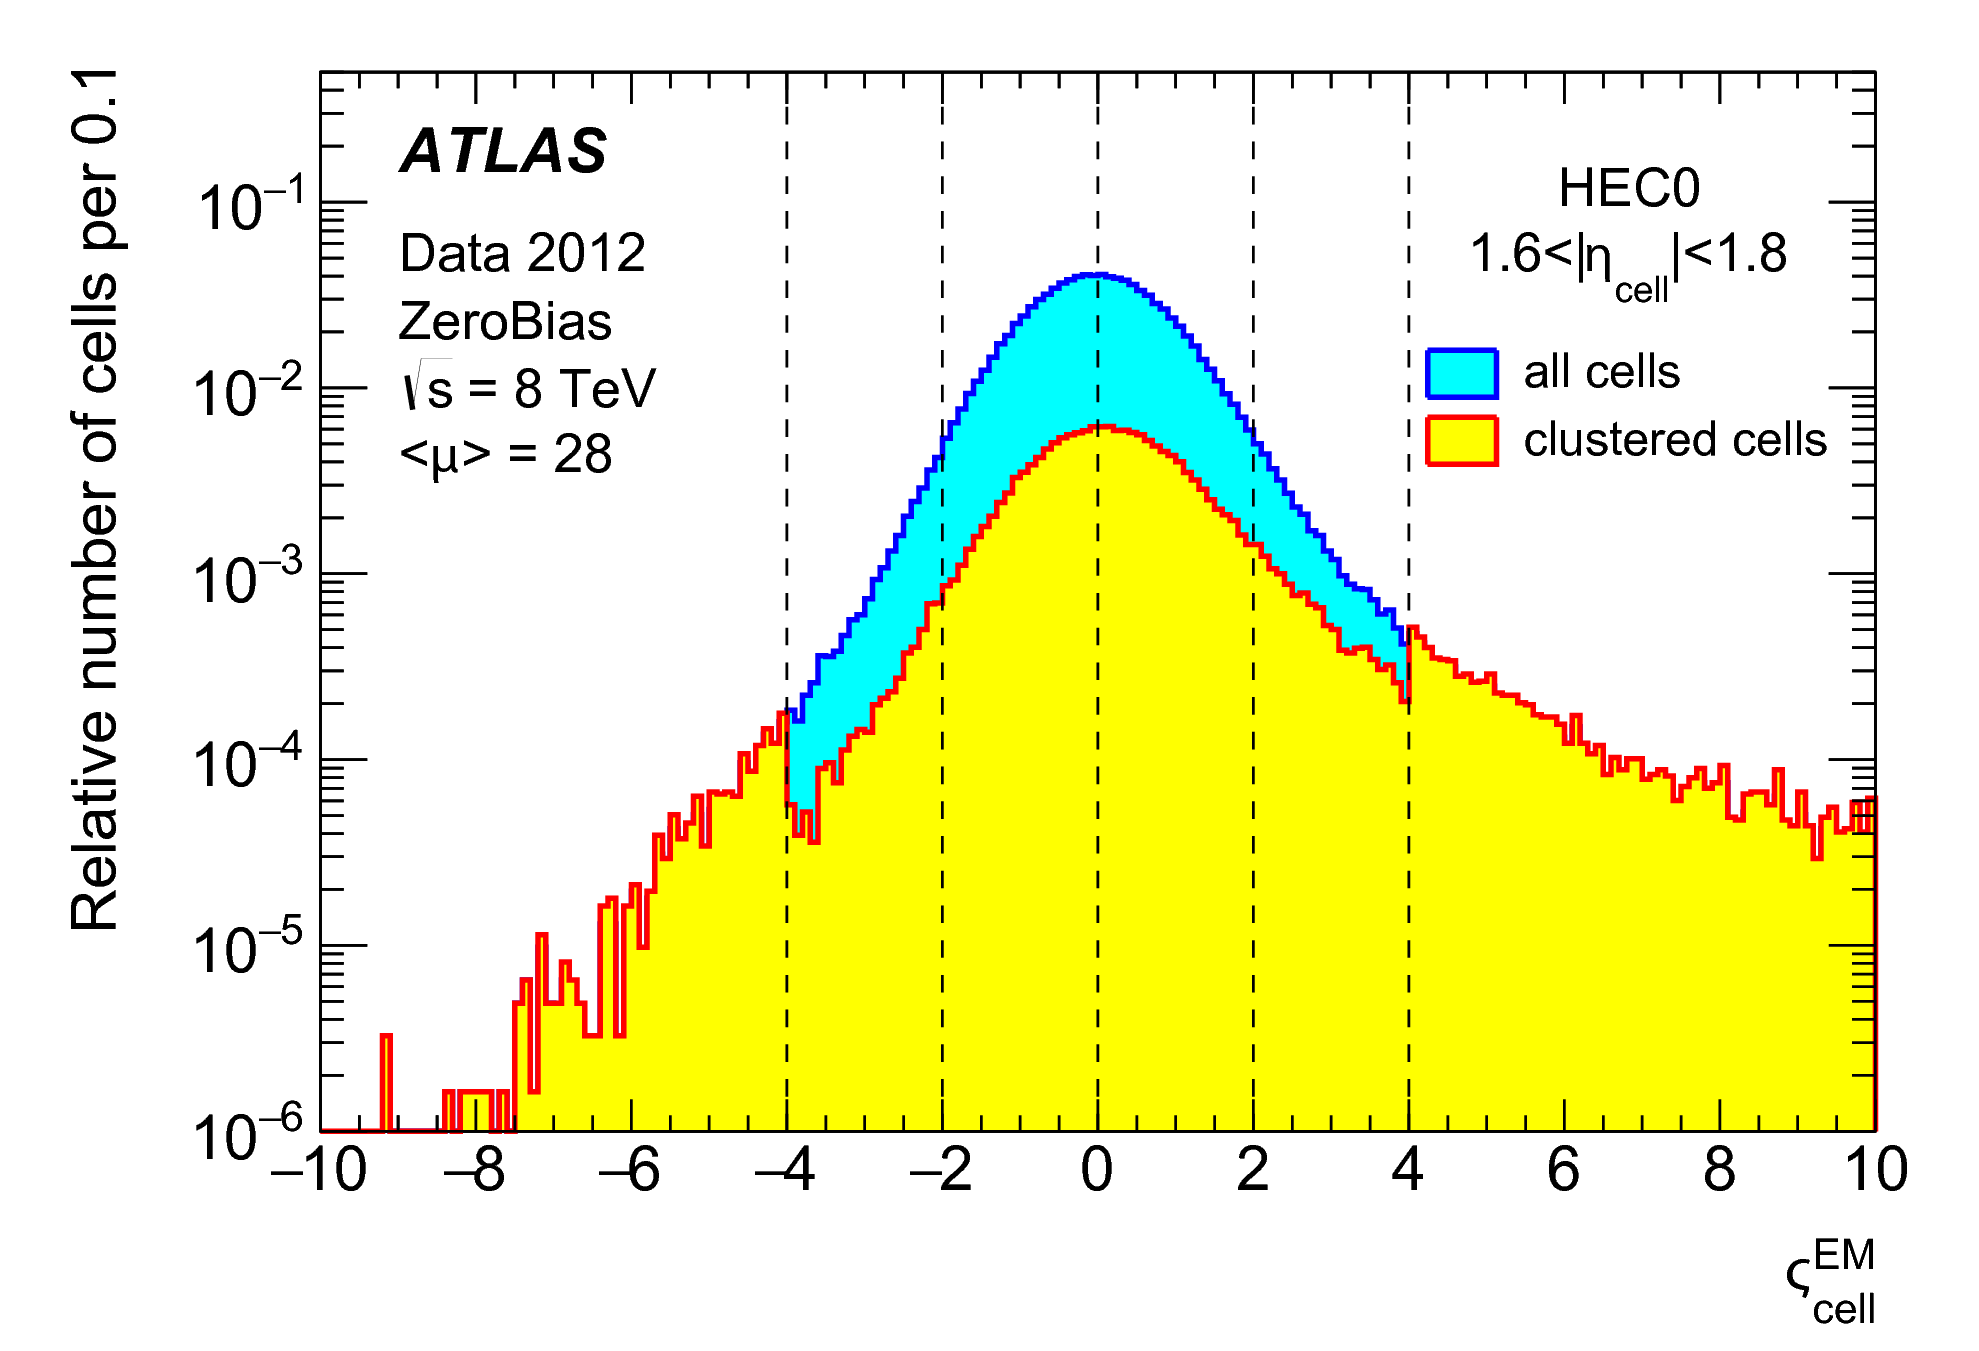 Relative number of cells per 0.1
ATLAS
Data 2012
ZeroBias
√s = 8 TeV
<μ> = 28
HEC0
1.6<|η_cell|<1.8
all cells
clustered cells
10⁻¹
10⁻²
10⁻³
10⁻⁴
10⁻⁵
10⁻⁶
−10 −8 −6 −4 −2 0 2 4 6 8 10
ς^EM_cell